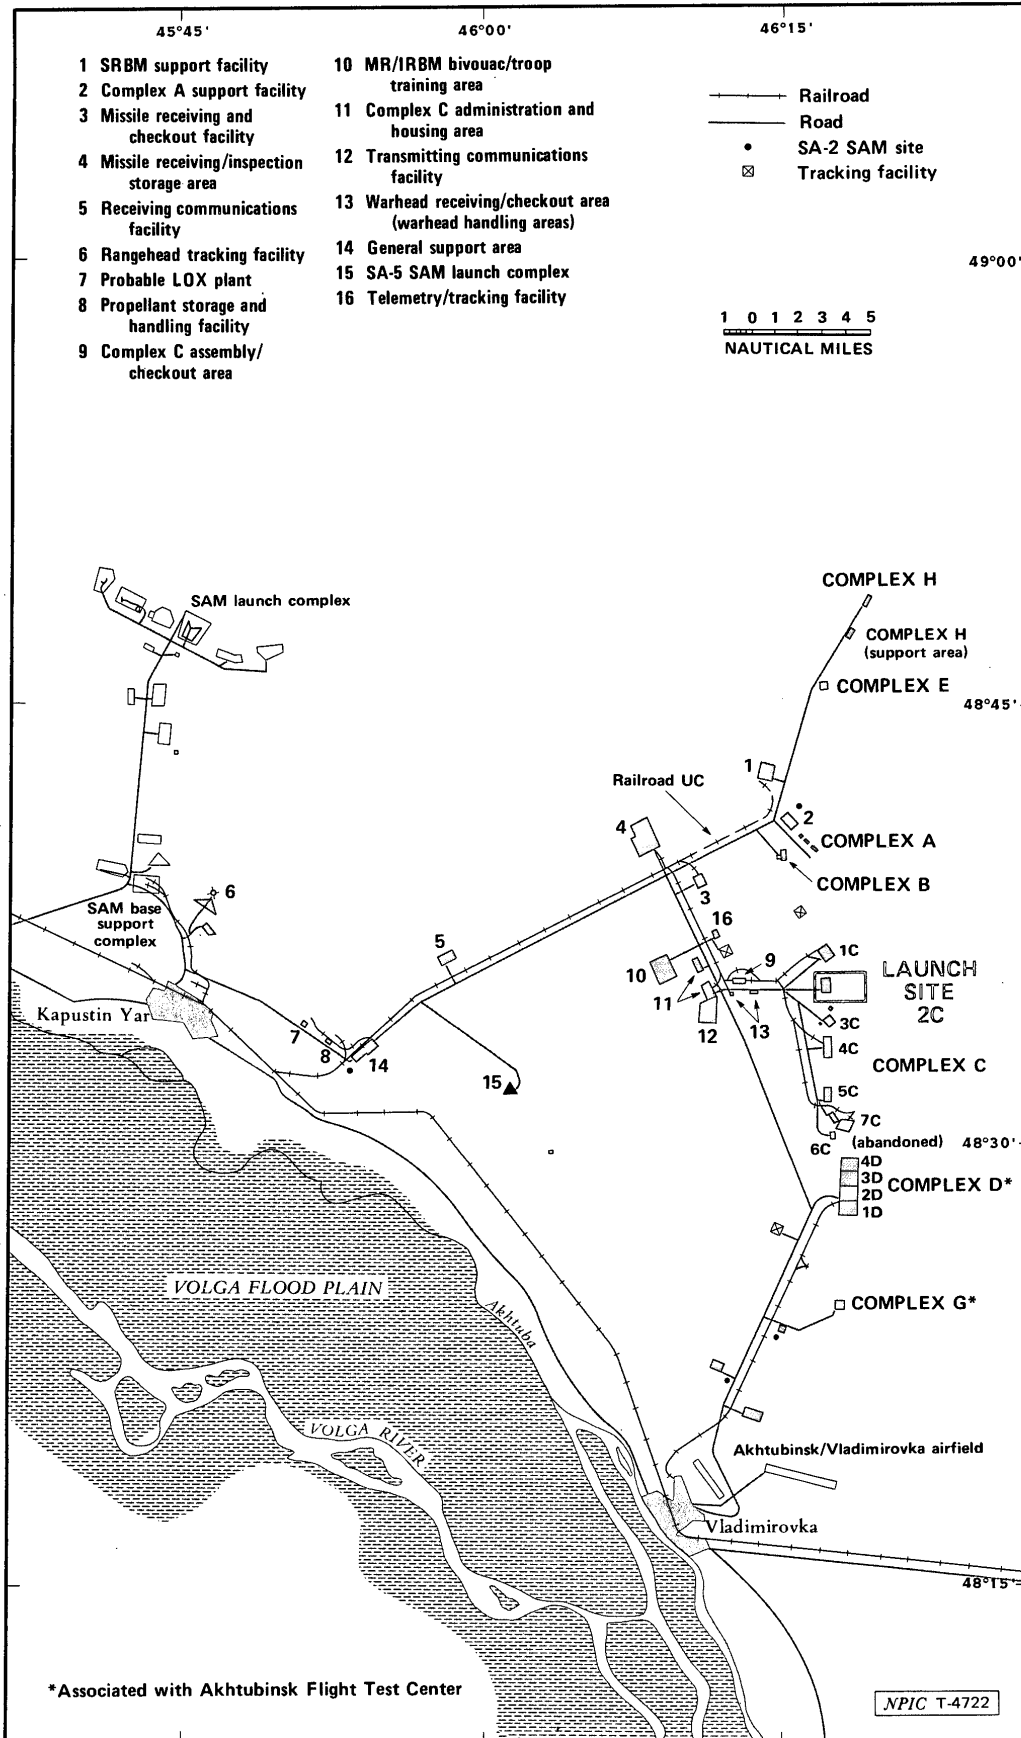 45°45'
46°00'
46°15'
1 SRBM support facility
2 Complex A support facility
3 Missile receiving and
checkout facility
4 Missile receiving/inspection
storage area
5 Receiving communications
facility
6 Rangehead tracking facility
7 Probable LOX plant
8 Propellant storage and
handling facility
9 Complex C assembly/
checkout area
10 MR/IRBM bivouac/troop
training area
11 Complex C administration and
housing area
12 Transmitting communications
facility
13 Warhead receiving/checkout area
(warhead handling areas)
14 General support area
15 SA-5 SAM launch complex
16 Telemetry/tracking facility
Railroad
Road
SA-2 SAM site
Tracking facility
49°00'
1 0 1 2 3 4 5
NAUTICAL MILES
COMPLEX H
SAM launch complex
COMPLEX H
(support area)
COMPLEX E
48°45'
1
Railroad UC
2
4
COMPLEX A
COMPLEX B
3
6
SAM base
support
complex
16
5
9
1C
10
LAUNCH
SITE
2C
11
Kapustin Yar
3C
7
8
12
13
4C
14
COMPLEX C
15
5C
7C
6C
(abandoned)
48°30'
4D
3D
2D
1D
COMPLEX D*
VOLGA FLOOD PLAIN
Akhtuba
COMPLEX G*
VOLGA RIVER
Akhtubinsk/Vladimirovka airfield
Vladimirovka
48°15'
*Associated with Akhtubinsk Flight Test Center
NPIC T-4722